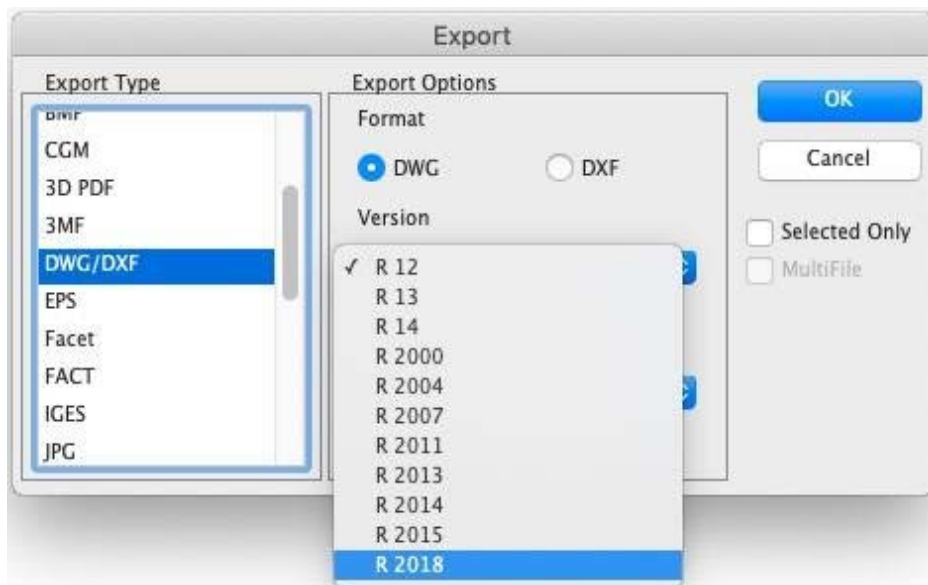 Export
Export Type
BMP
CGM
3D PDF
3MF
DWG/DXF
EPS
Facet
FACT
IGES
JPG
Export Options
Format
DWG
DXF
Version
✓ R 12
R 13
R 14
R 2000
R 2004
R 2007
R 2011
R 2013
R 2014
R 2015
R 2018
OK
Cancel
Selected Only
MultiFile